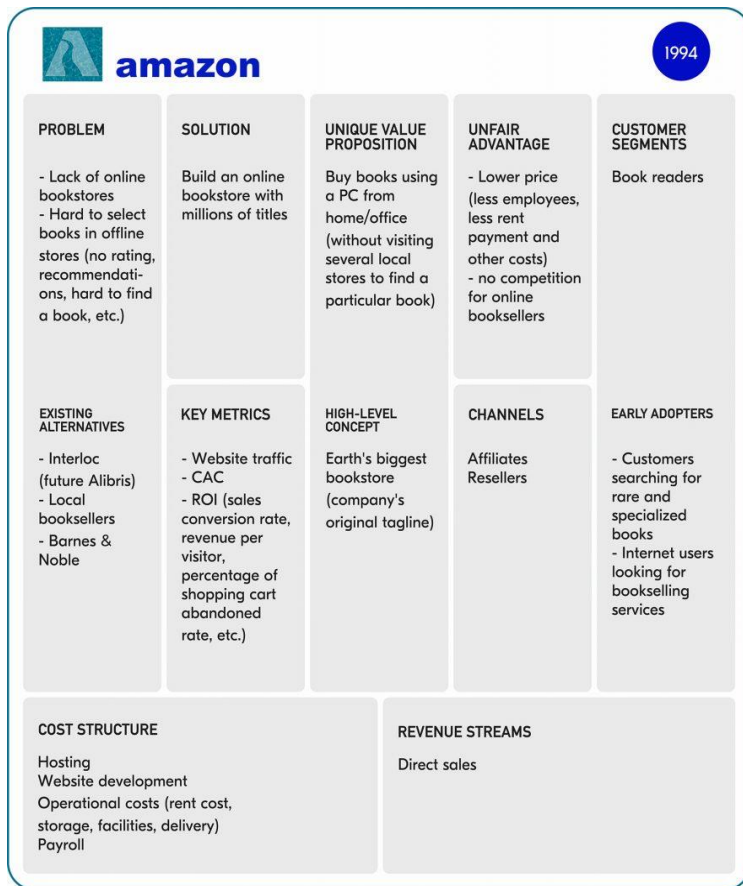 amazon
1994
PROBLEM
- Lack of online
bookstores
- Hard to select
books in offline
stores (no rating,
recommendati-
ons, hard to find
a book, etc.)
SOLUTION
Build an online
bookstore with
millions of titles
UNIQUE VALUE
PROPOSITION
Buy books using
a PC from
home/office
(without visiting
several local
stores to find a
particular book)
UNFAIR
ADVANTAGE
- Lower price
(less employees,
less rent
payment and
other costs)
- no competition
for online
booksellers
CUSTOMER
SEGMENTS
Book readers
EXISTING
ALTERNATIVES
- Interloc
(future Alibris)
- Local
booksellers
- Barnes &
Noble
KEY METRICS
- Website traffic
- CAC
- ROI (sales
conversion rate,
revenue per
visitor,
percentage of
shopping cart
abandoned
rate, etc.)
HIGH-LEVEL
CONCEPT
Earth's biggest
bookstore
(company's
original tagline)
CHANNELS
Affiliates
Resellers
EARLY ADOPTERS
- Customers
searching for
rare and
specialized
books
- Internet users
looking for
bookselling
services
COST STRUCTURE
Hosting
Website development
Operational costs (rent cost,
storage, facilities, delivery)
Payroll
REVENUE STREAMS
Direct sales